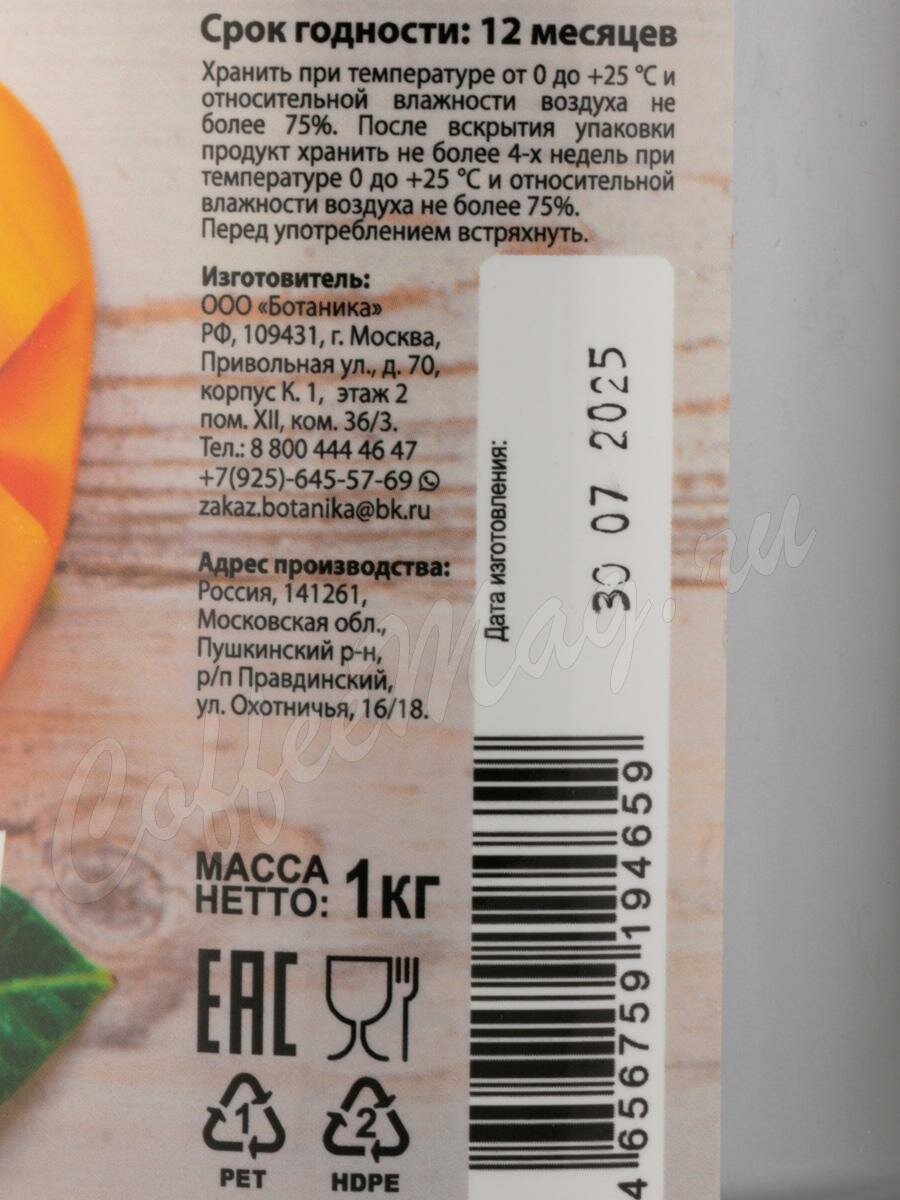 Срок годности: 12 месяцев
Хранить при температуре от 0 до +25 °С и
относительной влажности воздуха не
более 75%. После вскрытия упаковки
продукт хранить не более 4-х недель при
температуре 0 до +25 °С и относительной
влажности воздуха не более 75%.
Перед употреблением встряхнуть.
Изготовитель:
ООО «Ботаника»
РФ, 109431, г. Москва,
Привольная ул., д. 70,
корпус К. 1, этаж 2
пом. XII, ком. 36/3.
Тел.: 8 800 444 46 47
+7(925)-645-57-69
zakaz.botanika@bk.ru
Адрес производства:
Россия, 141261,
Московская обл.,
Пушкинский р-н,
р/п Правдинский,
ул. Охотничья, 16/18.
Дата изготовления:
30 07 2025
МАССА
НЕТТО: 1кг
EAC
1
PET
2
HDPE
4 656759 194659
CoffeeMag.ru